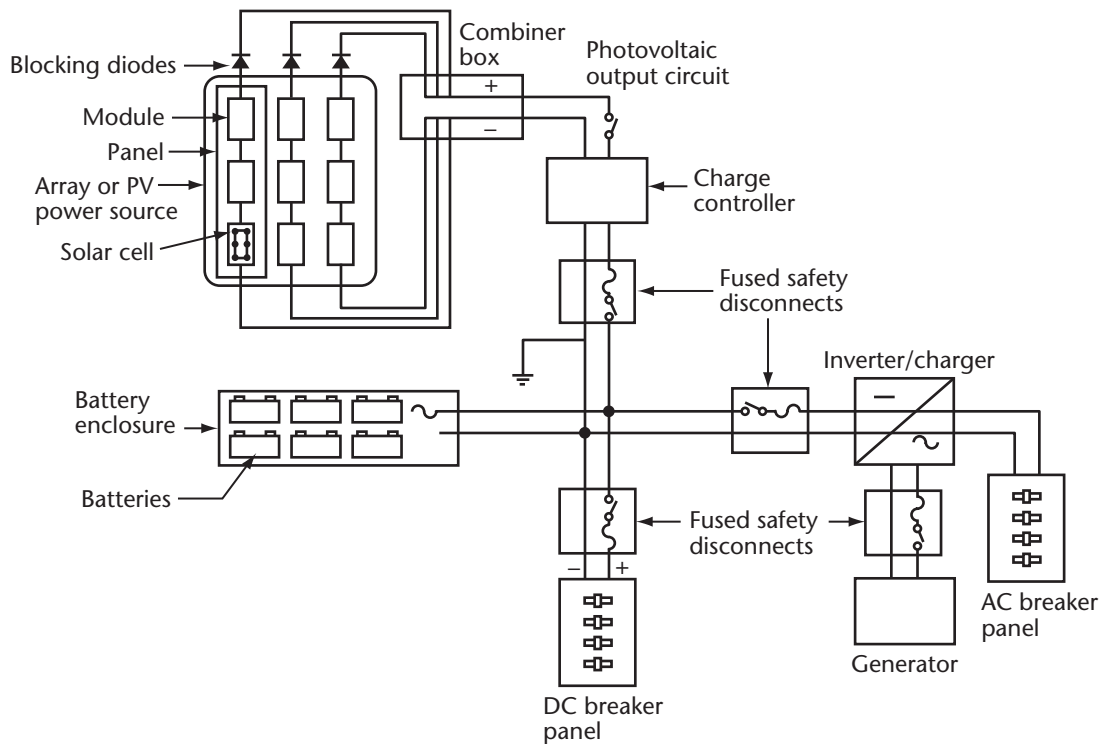 Combiner
box
Photovoltaic
output circuit
Blocking diodes
+
−
Module
Panel
Array or PV
power source
Solar cell
Charge
controller
Fused safety
disconnects
Inverter/charger
Battery
enclosure
Batteries
Fused safety
disconnects
− +
AC breaker
panel
Generator
DC breaker
panel